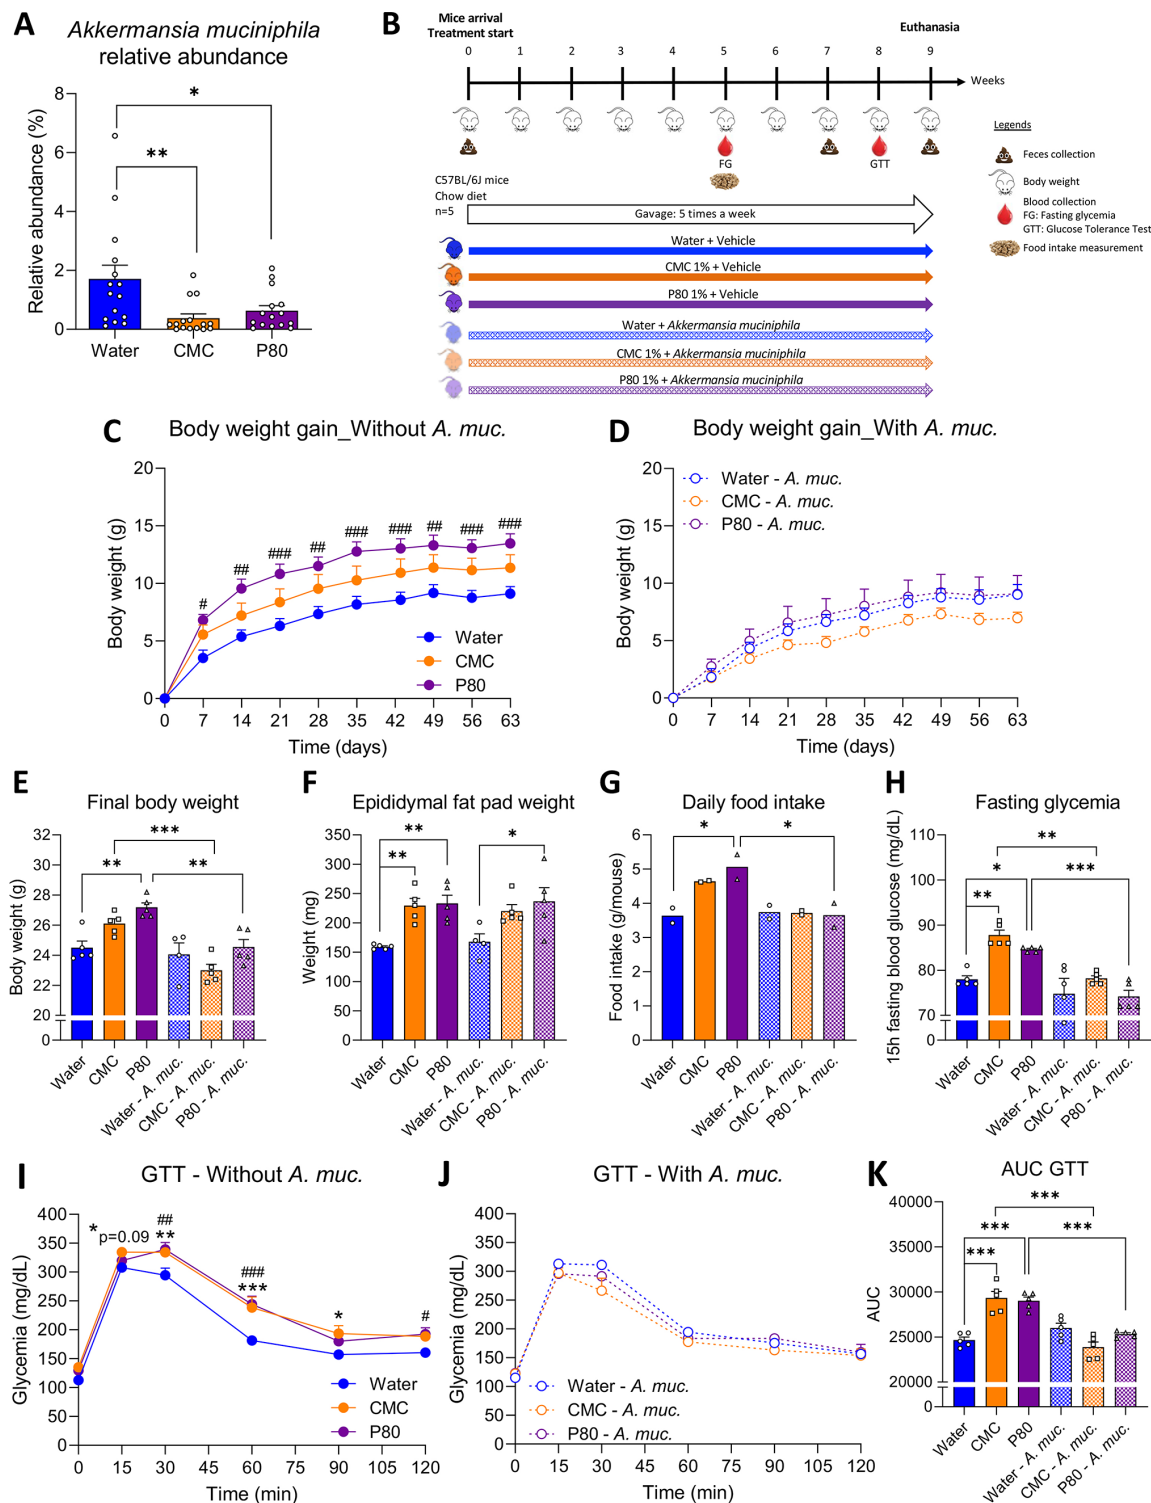 A
Akkermansia muciniphila
relative abundance
Relative abundance (%)
8
6
4
2
0
*
**
Water
CMC
P80
B
Mice arrival
Treatment start
Euthanasia
0
1
2
3
4
5
6
7
8
9
Weeks
FG
GTT
C57BL/6J mice
Chow diet
n=5
Gavage: 5 times a week
Water + Vehicle
CMC 1% + Vehicle
P80 1% + Vehicle
Water + Akkermansia muciniphila
CMC 1% + Akkermansia muciniphila
P80 1% + Akkermansia muciniphila
Legends
Feces collection
Body weight
Blood collection
FG: Fasting glycemia
GTT: Glucose Tolerance Test
Food intake measurement
C
Body weight gain_Without A. muc.
Body weight (g)
20
15
10
5
0
#
##
###
##
###
###
##
###
###
Water
CMC
P80
0 7 14 21 28 35 42 49 56 63
Time (days)
D
Body weight gain_With A. muc.
Body weight (g)
20
15
10
5
0
Water - A. muc.
CMC - A. muc.
P80 - A. muc.
0 7 14 21 28 35 42 49 56 63
Time (days)
E
Final body weight
Body weight (g)
32
30
28
26
24
22
20
0
***
**
**
Water
CMC
P80
Water - A. muc.
CMC - A. muc.
P80 - A. muc.
F
Epididymal fat pad weight
Weight (mg)
350
300
250
200
150
100
50
0
**
**
*
Water
CMC
P80
Water - A. muc.
CMC - A. muc.
P80 - A. muc.
G
Daily food intake
Food intake (g/mouse)
6
5
4
3
2
1
0
*
*
Water
CMC
P80
Water - A. muc.
CMC - A. muc.
P80 - A. muc.
H
Fasting glycemia
15h fasting blood glucose (mg/dL)
110
100
90
80
70
0
**
*
***
**
Water
CMC
P80
Water - A. muc.
CMC - A. muc.
P80 - A. muc.
I
GTT - Without A. muc.
Glycemia (mg/dL)
400
350
300
250
200
150
100
50
0
*
p=0.09
##
**
###
***
*
#
Water
CMC
P80
0 15 30 45 60 75 90 105 120
Time (min)
J
GTT - With A. muc.
Glycemia (mg/dL)
400
350
300
250
200
150
100
50
0
Water - A. muc.
CMC - A. muc.
P80 - A. muc.
0 15 30 45 60 75 90 105 120
Time (min)
K
AUC GTT
AUC
40000
35000
30000
25000
20000
0
***
***
***
***
Water
CMC
P80
Water - A. muc.
CMC - A. muc.
P80 - A. muc.